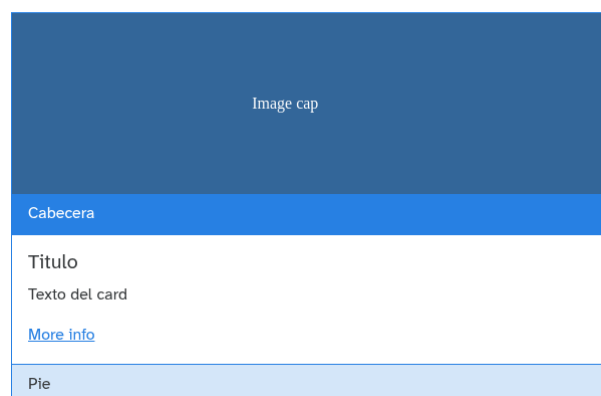 Image cap
Cabecera
Titulo
Texto del card
More info
Pie